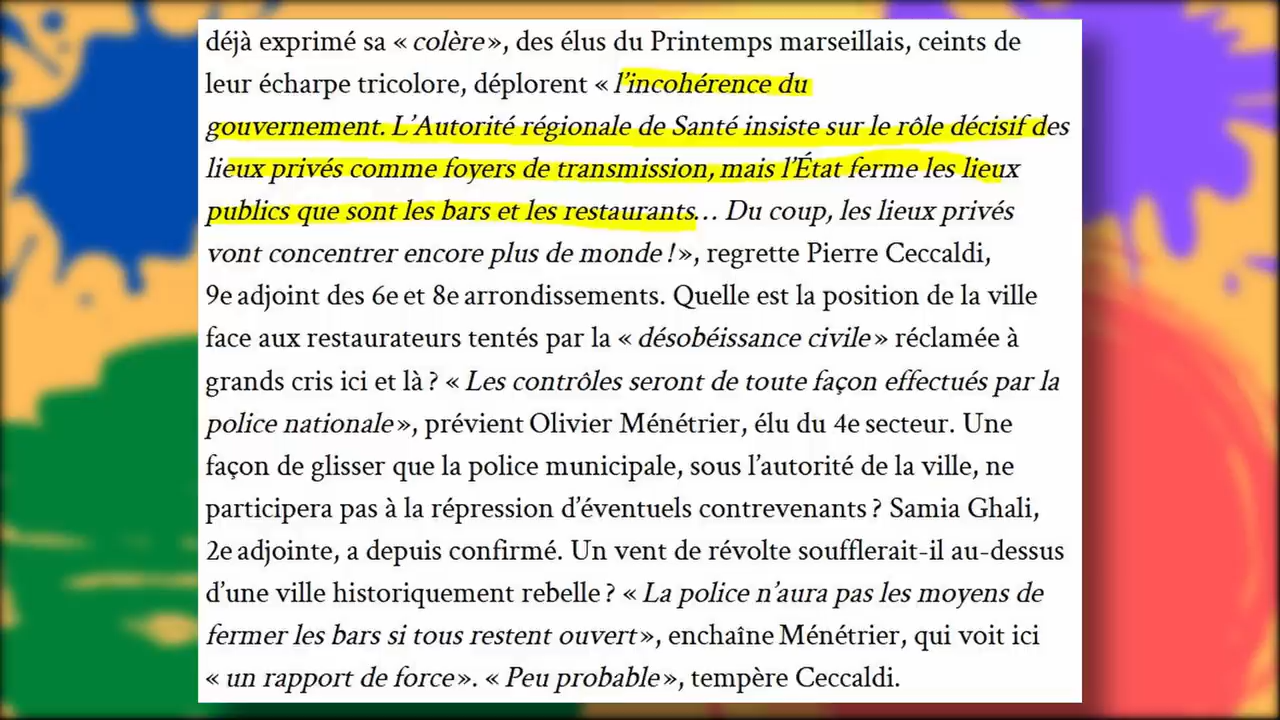 déjà exprimé sa « colère », des élus du Printemps marseillais, ceints de
leur écharpe tricolore, déplorent « l’incohérence du
gouvernement. L’Autorité régionale de Santé insiste sur le rôle décisif des
lieux privés comme foyers de transmission, mais l’État ferme les lieux
publics que sont les bars et les restaurants… Du coup, les lieux privés
vont concentrer encore plus de monde ! », regrette Pierre Ceccaldi,
9e adjoint des 6e et 8e arrondissements. Quelle est la position de la ville
face aux restaurateurs tentés par la « désobéissance civile » réclamée à
grands cris ici et là ? « Les contrôles seront de toute façon effectués par la
police nationale », prévient Olivier Ménétrier, élu du 4e secteur. Une
façon de glisser que la police municipale, sous l’autorité de la ville, ne
participera pas à la répression d’éventuels contrevenants ? Samia Ghali,
2e adjointe, a depuis confirmé. Un vent de révolte soufflerait-il au-dessus
d’une ville historiquement rebelle ? « La police n’aura pas les moyens de
fermer les bars si tous restent ouvert », enchaîne Ménétrier, qui voit ici
« un rapport de force ». « Peu probable », tempère Ceccaldi.